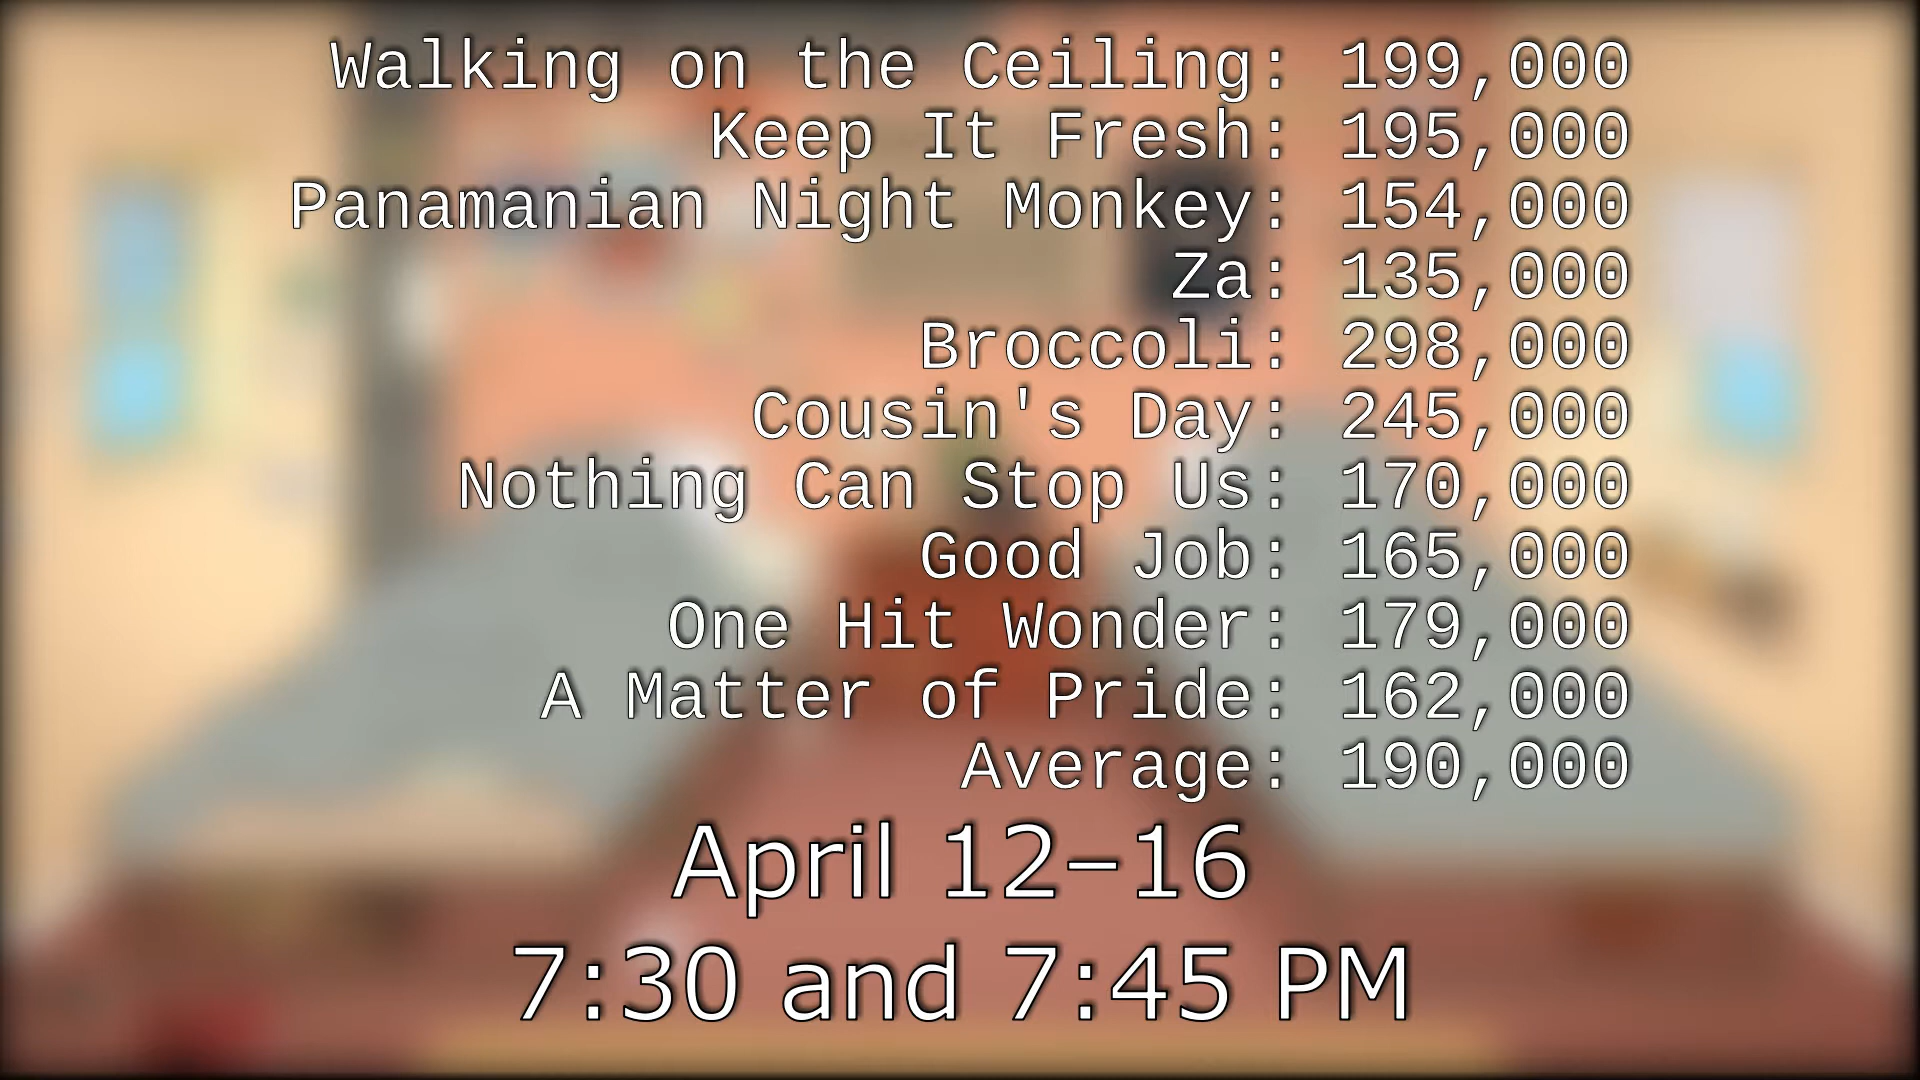 Walking on the Ceiling: 199,000
Keep It Fresh: 195,000
Panamanian Night Monkey: 154,000
Za: 135,000
Broccoli: 298,000
Cousin's Day: 245,000
Nothing Can Stop Us: 170,000
Good Job: 165,000
One Hit Wonder: 179,000
A Matter of Pride: 162,000
Average: 190,000
April 12–16
7:30 and 7:45 PM